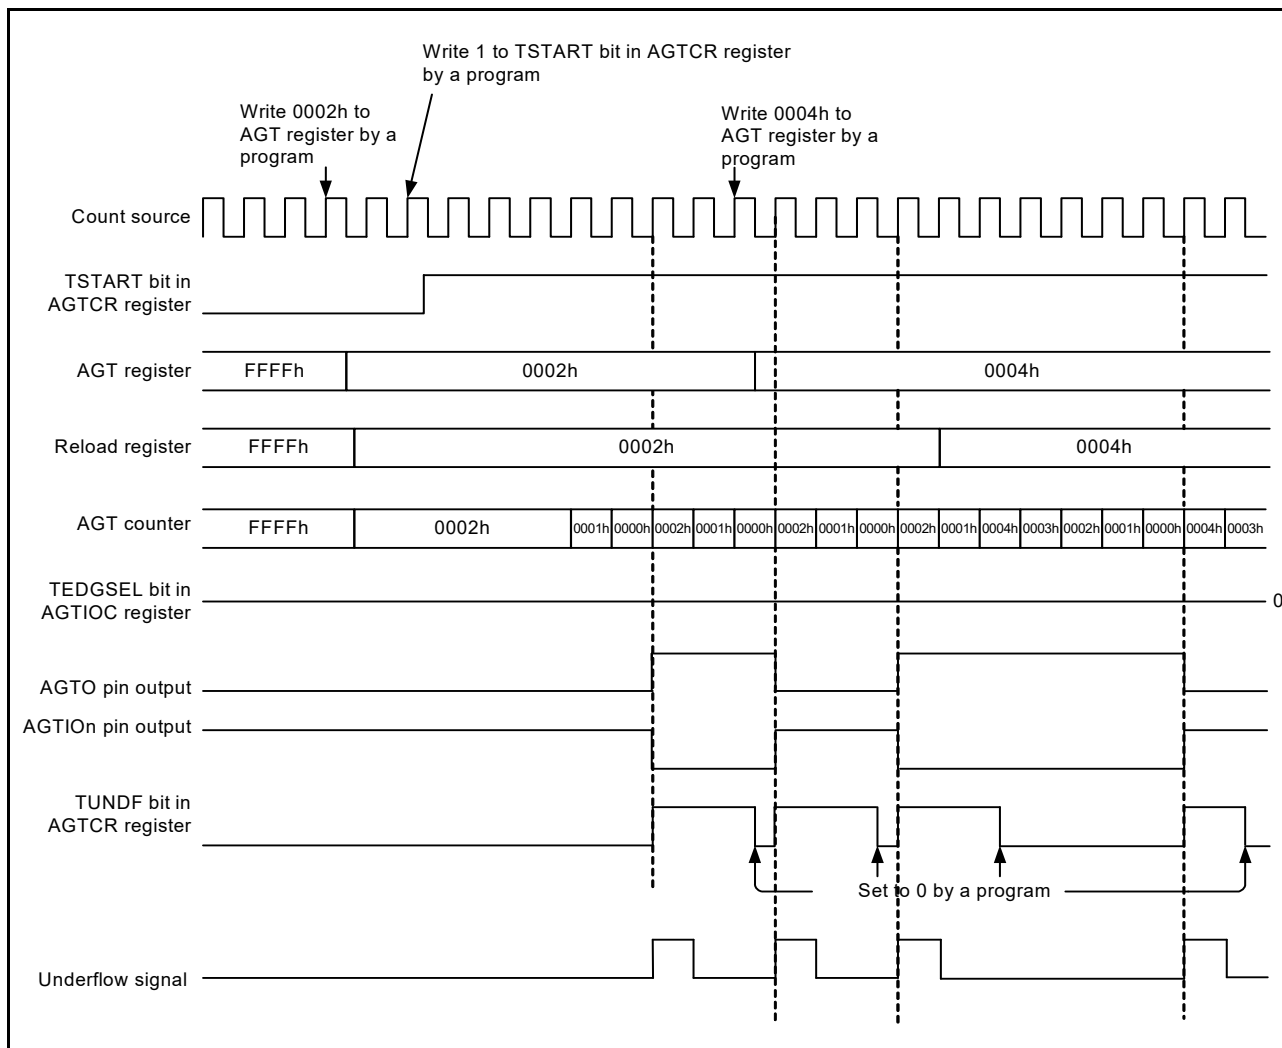 Write 1 to TSTART bit in AGTCR register
by a program
Write 0002h to
AGT register by a
program
Write 0004h to
AGT register by a
program
Count source
TSTART bit in
AGTCR register
AGT register
FFFFh
0002h
0004h
Reload register
FFFFh
0002h
0004h
AGT counter
FFFFh
0002h
0001h
0000h
0002h
0001h
0000h
0002h
0001h
0000h
0002h
0001h
0004h
0003h
0002h
0001h
0000h
0004h
0003h
TEDGSEL bit in
AGTIOC register
0
AGTO pin output
AGTIOn pin output
TUNDF bit in
AGTCR register
Set to 0 by a program
Underflow signal